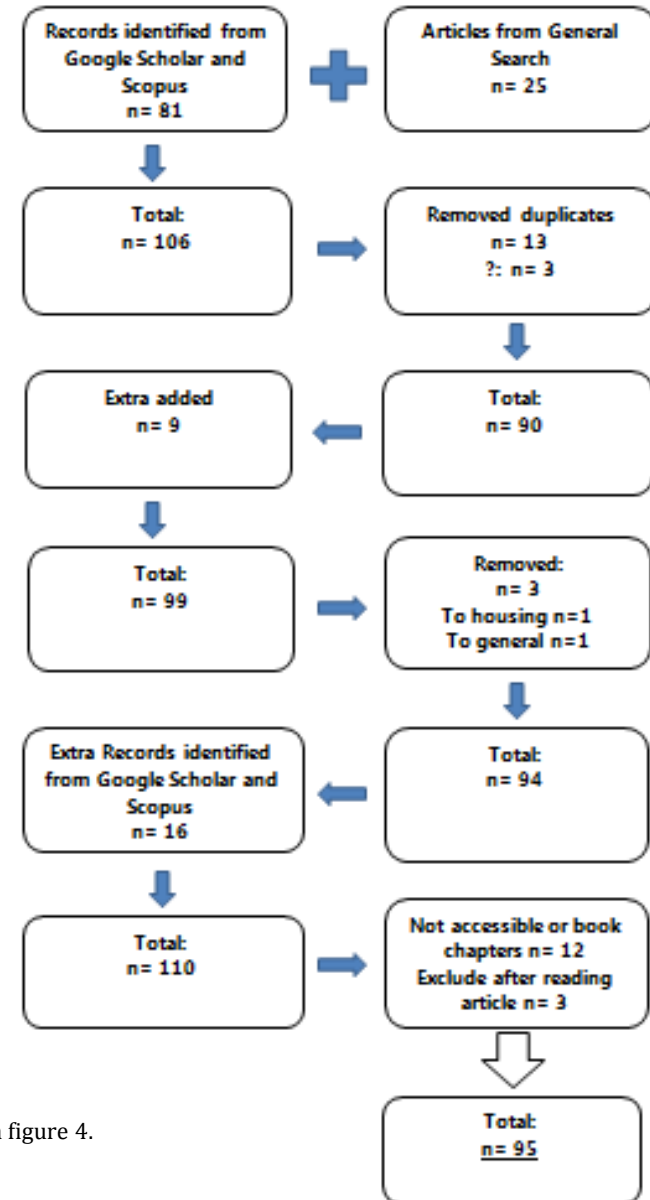 Records identified from
Google Scholar and
Scopus
n= 81
Articles from General
Search
n= 25
Total:
n= 106
Removed duplicates
n= 13
?: n= 3
Total:
n= 90
Extra added
n= 9
Total:
n= 99
Removed:
n= 3
To housing n=1
To general n=1
Total:
n= 94
Extra Records identified
from Google Scholar and
Scopus
n= 16
Total:
n= 110
Not accessible or book
chapters n= 12
Exclude after reading
article n= 3
Total:
n= 95
figure 4.